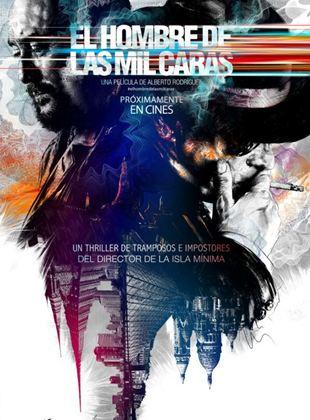 EL HOMBRE DE
LAS MIL CARAS
UNA PELÍCULA DE ALBERTO RODRÍGUEZ
#elhombredelasmilcaras
PRÓXIMAMENTE
EN CINES
UN THRILLER DE TRAMPOSOS E IMPOSTORES
DEL DIRECTOR DE LA ISLA MÍNIMA